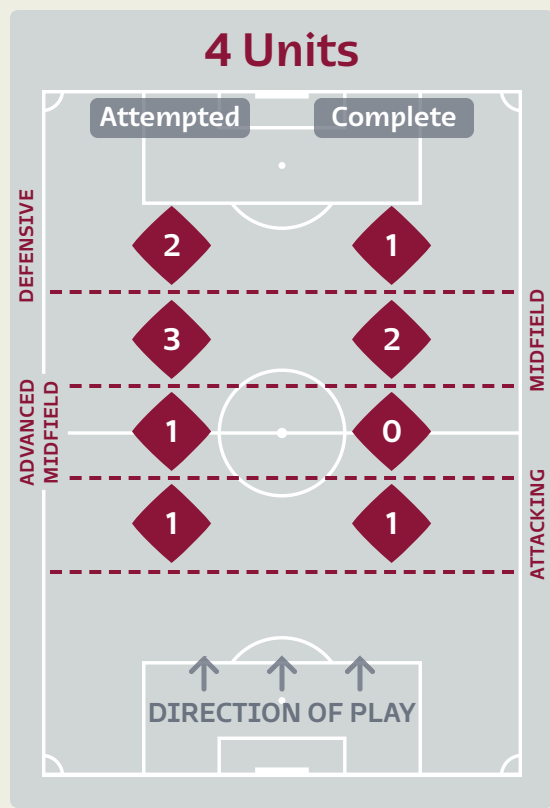 4 Units
Attempted Complete
DEFENSIVE
2 1
MIDFIELD
3 2
ADVANCED
MIDFIELD
1 0
ATTACKING
1 1
DIRECTION OF PLAY